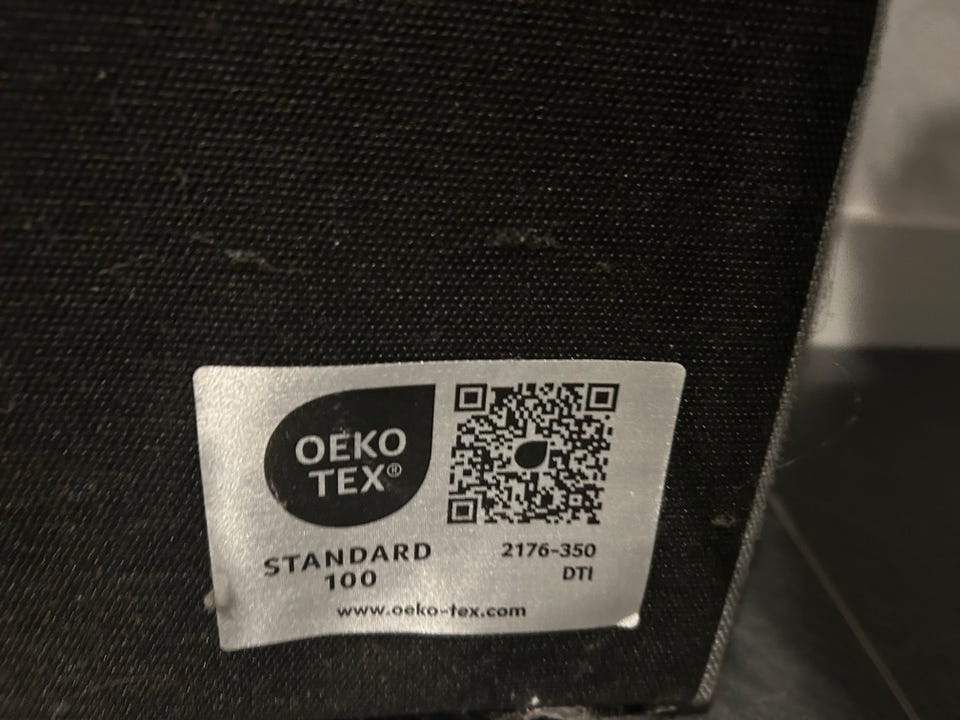 OEKO
TEX®
STANDARD
100
2176-350
DTI
www.oeko-tex.com